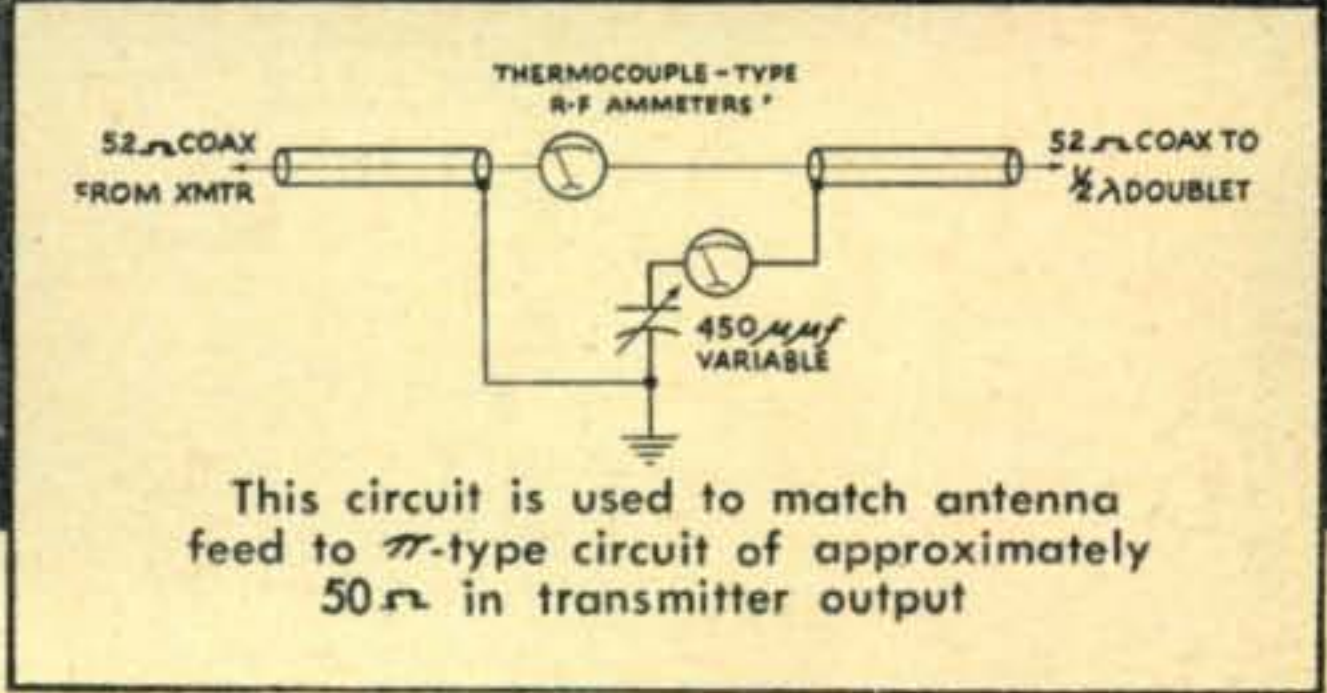 THERMOCOUPLE-TYPE
R-F AMMETERS
52 Ω COAX
FROM XMTR
52 Ω COAX TO
½ λ DOUBLET
450 μμf
VARIABLE
This circuit is used to match antenna
feed to π-type circuit of approximately
50 Ω in transmitter output